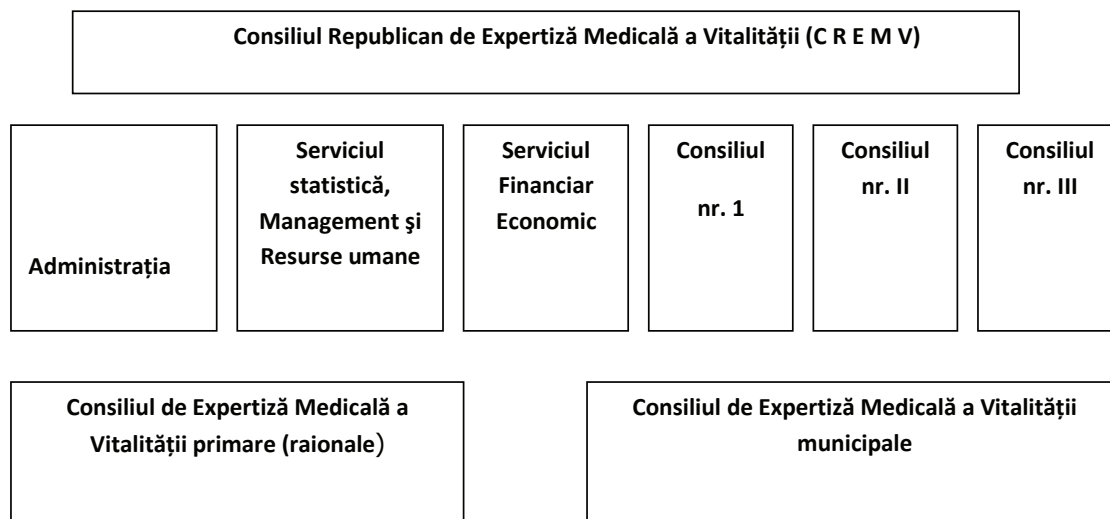 Consiliul Republican de Expertiză Medicală a Vitalității (C R E M V)
Administrația
Serviciul
statistică,
Management şi
Resurse umane
Serviciul
Financiar
Economic
Consiliul
nr. 1
Consiliul
nr. II
Consiliul
nr. III
Consiliul de Expertiză Medicală a
Vitalității primare (raionale)
Consiliul de Expertiză Medicală a Vitalității
municipale